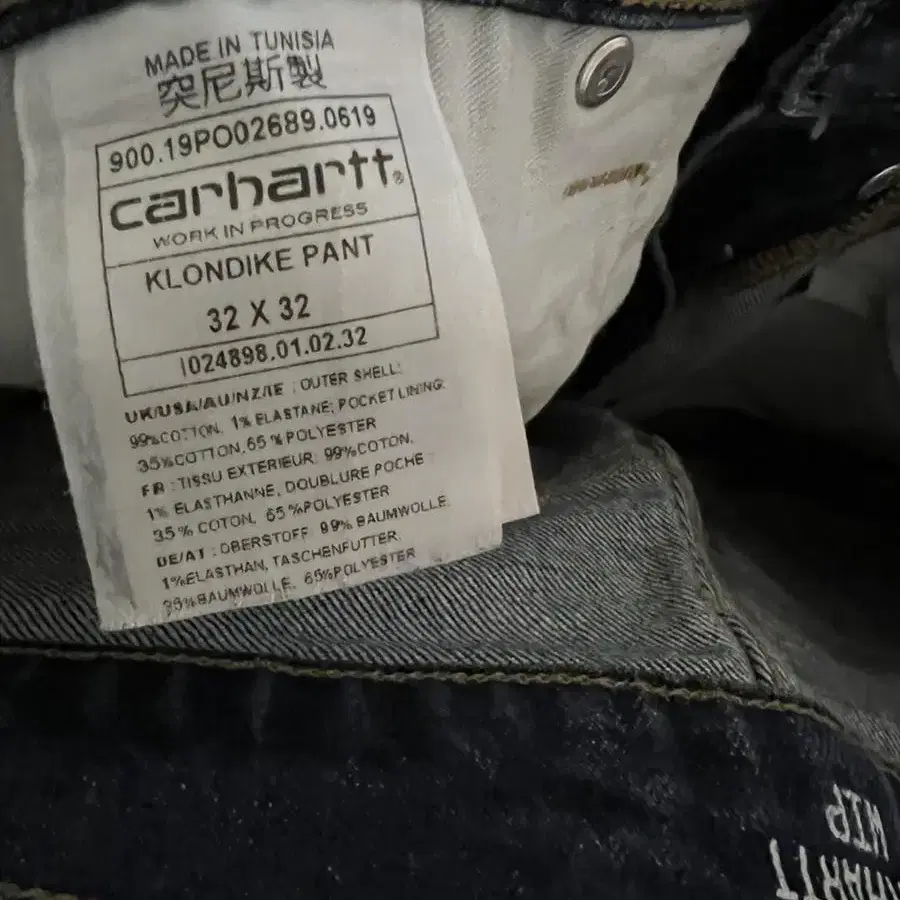 MADE IN TUNISIA
突尼斯製
900.19PO02689.0619
carhartt®
WORK IN PROGRESS
KLONDIKE PANT
32 X 32
I024898.01.02.32
UK/USA/AU/NZ/IE : OUTER SHELL:
99%COTTON, 1% ELASTANE; POCKET LINING:
35%COTTON, 65 % POLYESTER
FR : TISSU EXTERIEUR: 99%COTON,
1% ELASTHANNE, DOUBLURE POCHE :
35% COTON, 65%POLYESTER
DE/AT : OBERSTOFF, 99% BAUMWOLLE,
1%ELASTHAN, TASCHENFUTTER,
35%BAUMWOLLE, 65%POLYESTER
WIP